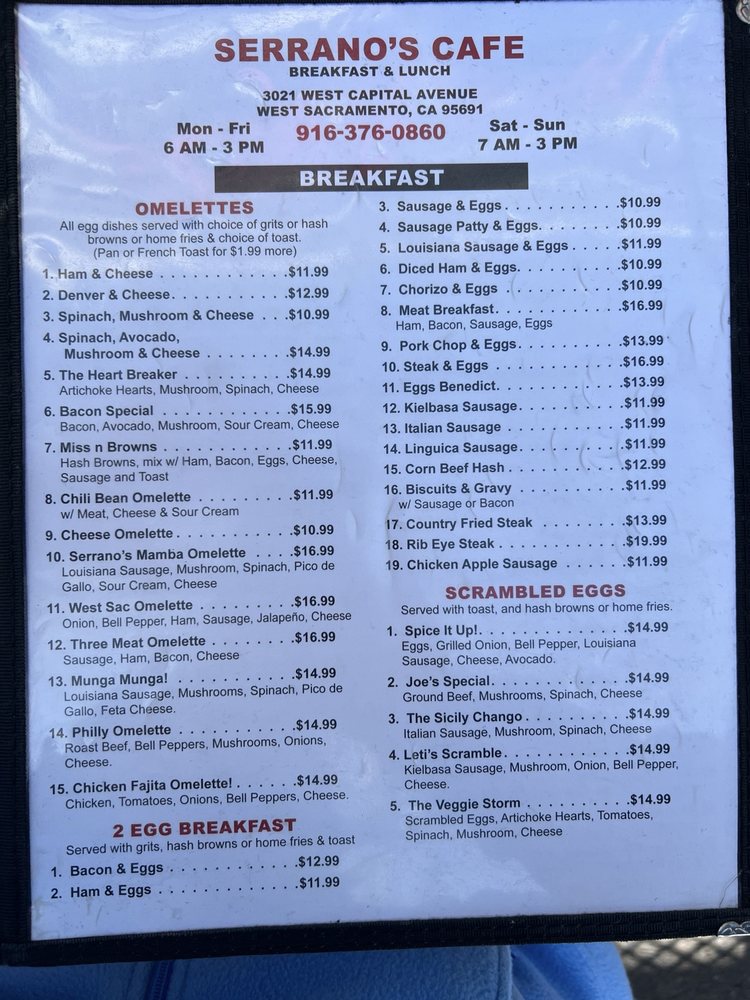 SERRANO'S CAFE
BREAKFAST & LUNCH
3021 WEST CAPITAL AVENUE
WEST SACRAMENTO, CA 95691
Mon - Fri
6 AM - 3 PM
916-376-0860
Sat - Sun
7 AM - 3 PM
BREAKFAST
OMELETTES
All egg dishes served with choice of grits or hash
browns or home fries & choice of toast.
(Pan or French Toast for $1.99 more)
1. Ham & Cheese . . . . . . . . . . . . .$11.99
2. Denver & Cheese. . . . . . . . . . . .$12.99
3. Spinach, Mushroom & Cheese . . .$10.99
4. Spinach, Avocado,
Mushroom & Cheese . . . . . . . .$14.99
5. The Heart Breaker . . . . . . . . . . .$14.99
Artichoke Hearts, Mushroom, Spinach, Cheese
6. Bacon Special . . . . . . . . . . . . .$15.99
Bacon, Avocado, Mushroom, Sour Cream, Cheese
7. Miss n Browns . . . . . . . . . . . . .$11.99
Hash Browns, mix w/ Ham, Bacon, Eggs, Cheese,
Sausage and Toast
8. Chili Bean Omelette . . . . . . . . .$11.99
w/ Meat, Cheese & Sour Cream
9. Cheese Omelette. . . . . . . . . . . .$10.99
10. Serrano's Mamba Omelette . . . .$16.99
Louisiana Sausage, Mushroom, Spinach, Pico de
Gallo, Sour Cream, Cheese
11. West Sac Omelette . . . . . . . . .$16.99
Onion, Bell Pepper, Ham, Sausage, Jalapeño, Cheese
12. Three Meat Omelette . . . . . . . .$16.99
Sausage, Ham, Bacon, Cheese
13. Munga Munga! . . . . . . . . . . .$14.99
Louisiana Sausage, Mushrooms, Spinach, Pico de
Gallo, Feta Cheese.
14. Philly Omelette . . . . . . . . . . . .$14.99
Roast Beef, Bell Peppers, Mushrooms, Onions,
Cheese.
15. Chicken Fajita Omelette! . . . . . .$14.99
Chicken, Tomatoes, Onions, Bell Peppers, Cheese.
2 EGG BREAKFAST
Served with grits, hash browns or home fries & toast
1. Bacon & Eggs . . . . . . . . . . . . .$12.99
2. Ham & Eggs . . . . . . . . . . . . . .$11.99
3. Sausage & Eggs. . . . . . . . . . .$10.99
4. Sausage Patty & Eggs. . . . . . . .$10.99
5. Louisiana Sausage & Eggs . . . . .$11.99
6. Diced Ham & Eggs. . . . . . . . . .$10.99
7. Chorizo & Eggs . . . . . . . . . . . .$10.99
8. Meat Breakfast. . . . . . . . . . . .$16.99
Ham, Bacon, Sausage, Eggs
9. Pork Chop & Eggs. . . . . . . . . .$13.99
10. Steak & Eggs . . . . . . . . . . . .$16.99
11. Eggs Benedict. . . . . . . . . . . .$13.99
12. Kielbasa Sausage. . . . . . . . . .$11.99
13. Italian Sausage . . . . . . . . . . .$11.99
14. Linguica Sausage. . . . . . . . . .$11.99
15. Corn Beef Hash . . . . . . . . . . .$12.99
16. Biscuits & Gravy . . . . . . . . . .$11.99
w/ Sausage or Bacon
17. Country Fried Steak . . . . . . . .$13.99
18. Rib Eye Steak . . . . . . . . . . . .$19.99
19. Chicken Apple Sausage . . . . . .$11.99
SCRAMBLED EGGS
Served with toast, and hash browns or home fries.
1. Spice It Up!. . . . . . . . . . . . . .$14.99
Eggs, Grilled Onion, Bell Pepper, Louisiana
Sausage, Cheese, Avocado.
2. Joe's Special. . . . . . . . . . . . .$14.99
Ground Beef, Mushrooms, Spinach, Cheese
3. The Sicily Chango . . . . . . . . . .$14.99
Italian Sausage, Mushroom, Spinach, Cheese
4. Leti's Scramble. . . . . . . . . . . .$14.99
Kielbasa Sausage, Mushroom, Onion, Bell Pepper,
Cheese.
5. The Veggie Storm . . . . . . . . . .$14.99
Scrambled Eggs, Artichoke Hearts, Tomatoes,
Spinach, Mushroom, Cheese